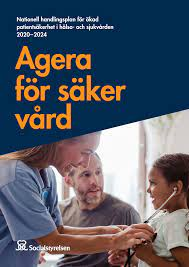 Nationell handlingsplan för ökad
patientsäkerhet i hälso- och sjukvården
2020–2024
Agera
för säker
vård
Socialstyrelsen